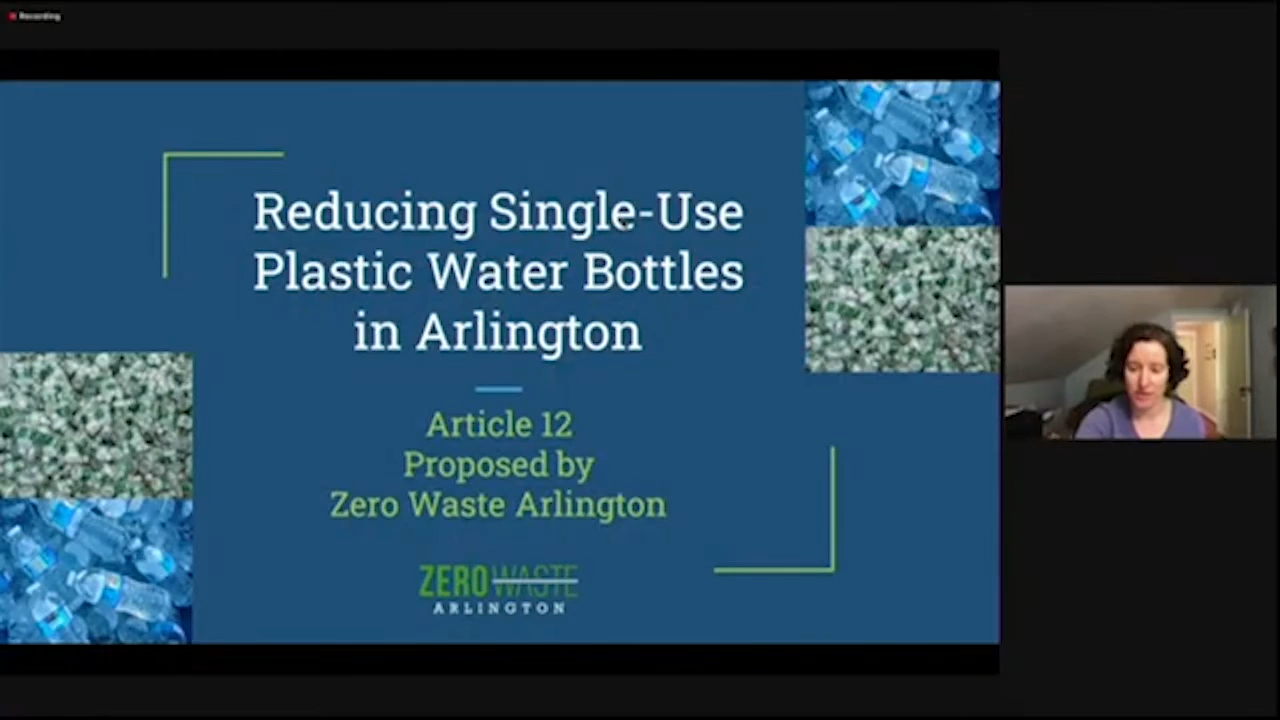 Recording
Reducing Single-Use
Plastic Water Bottles
in Arlington
Article 12
Proposed by
Zero Waste Arlington
ZERO WASTE
ARLINGTON